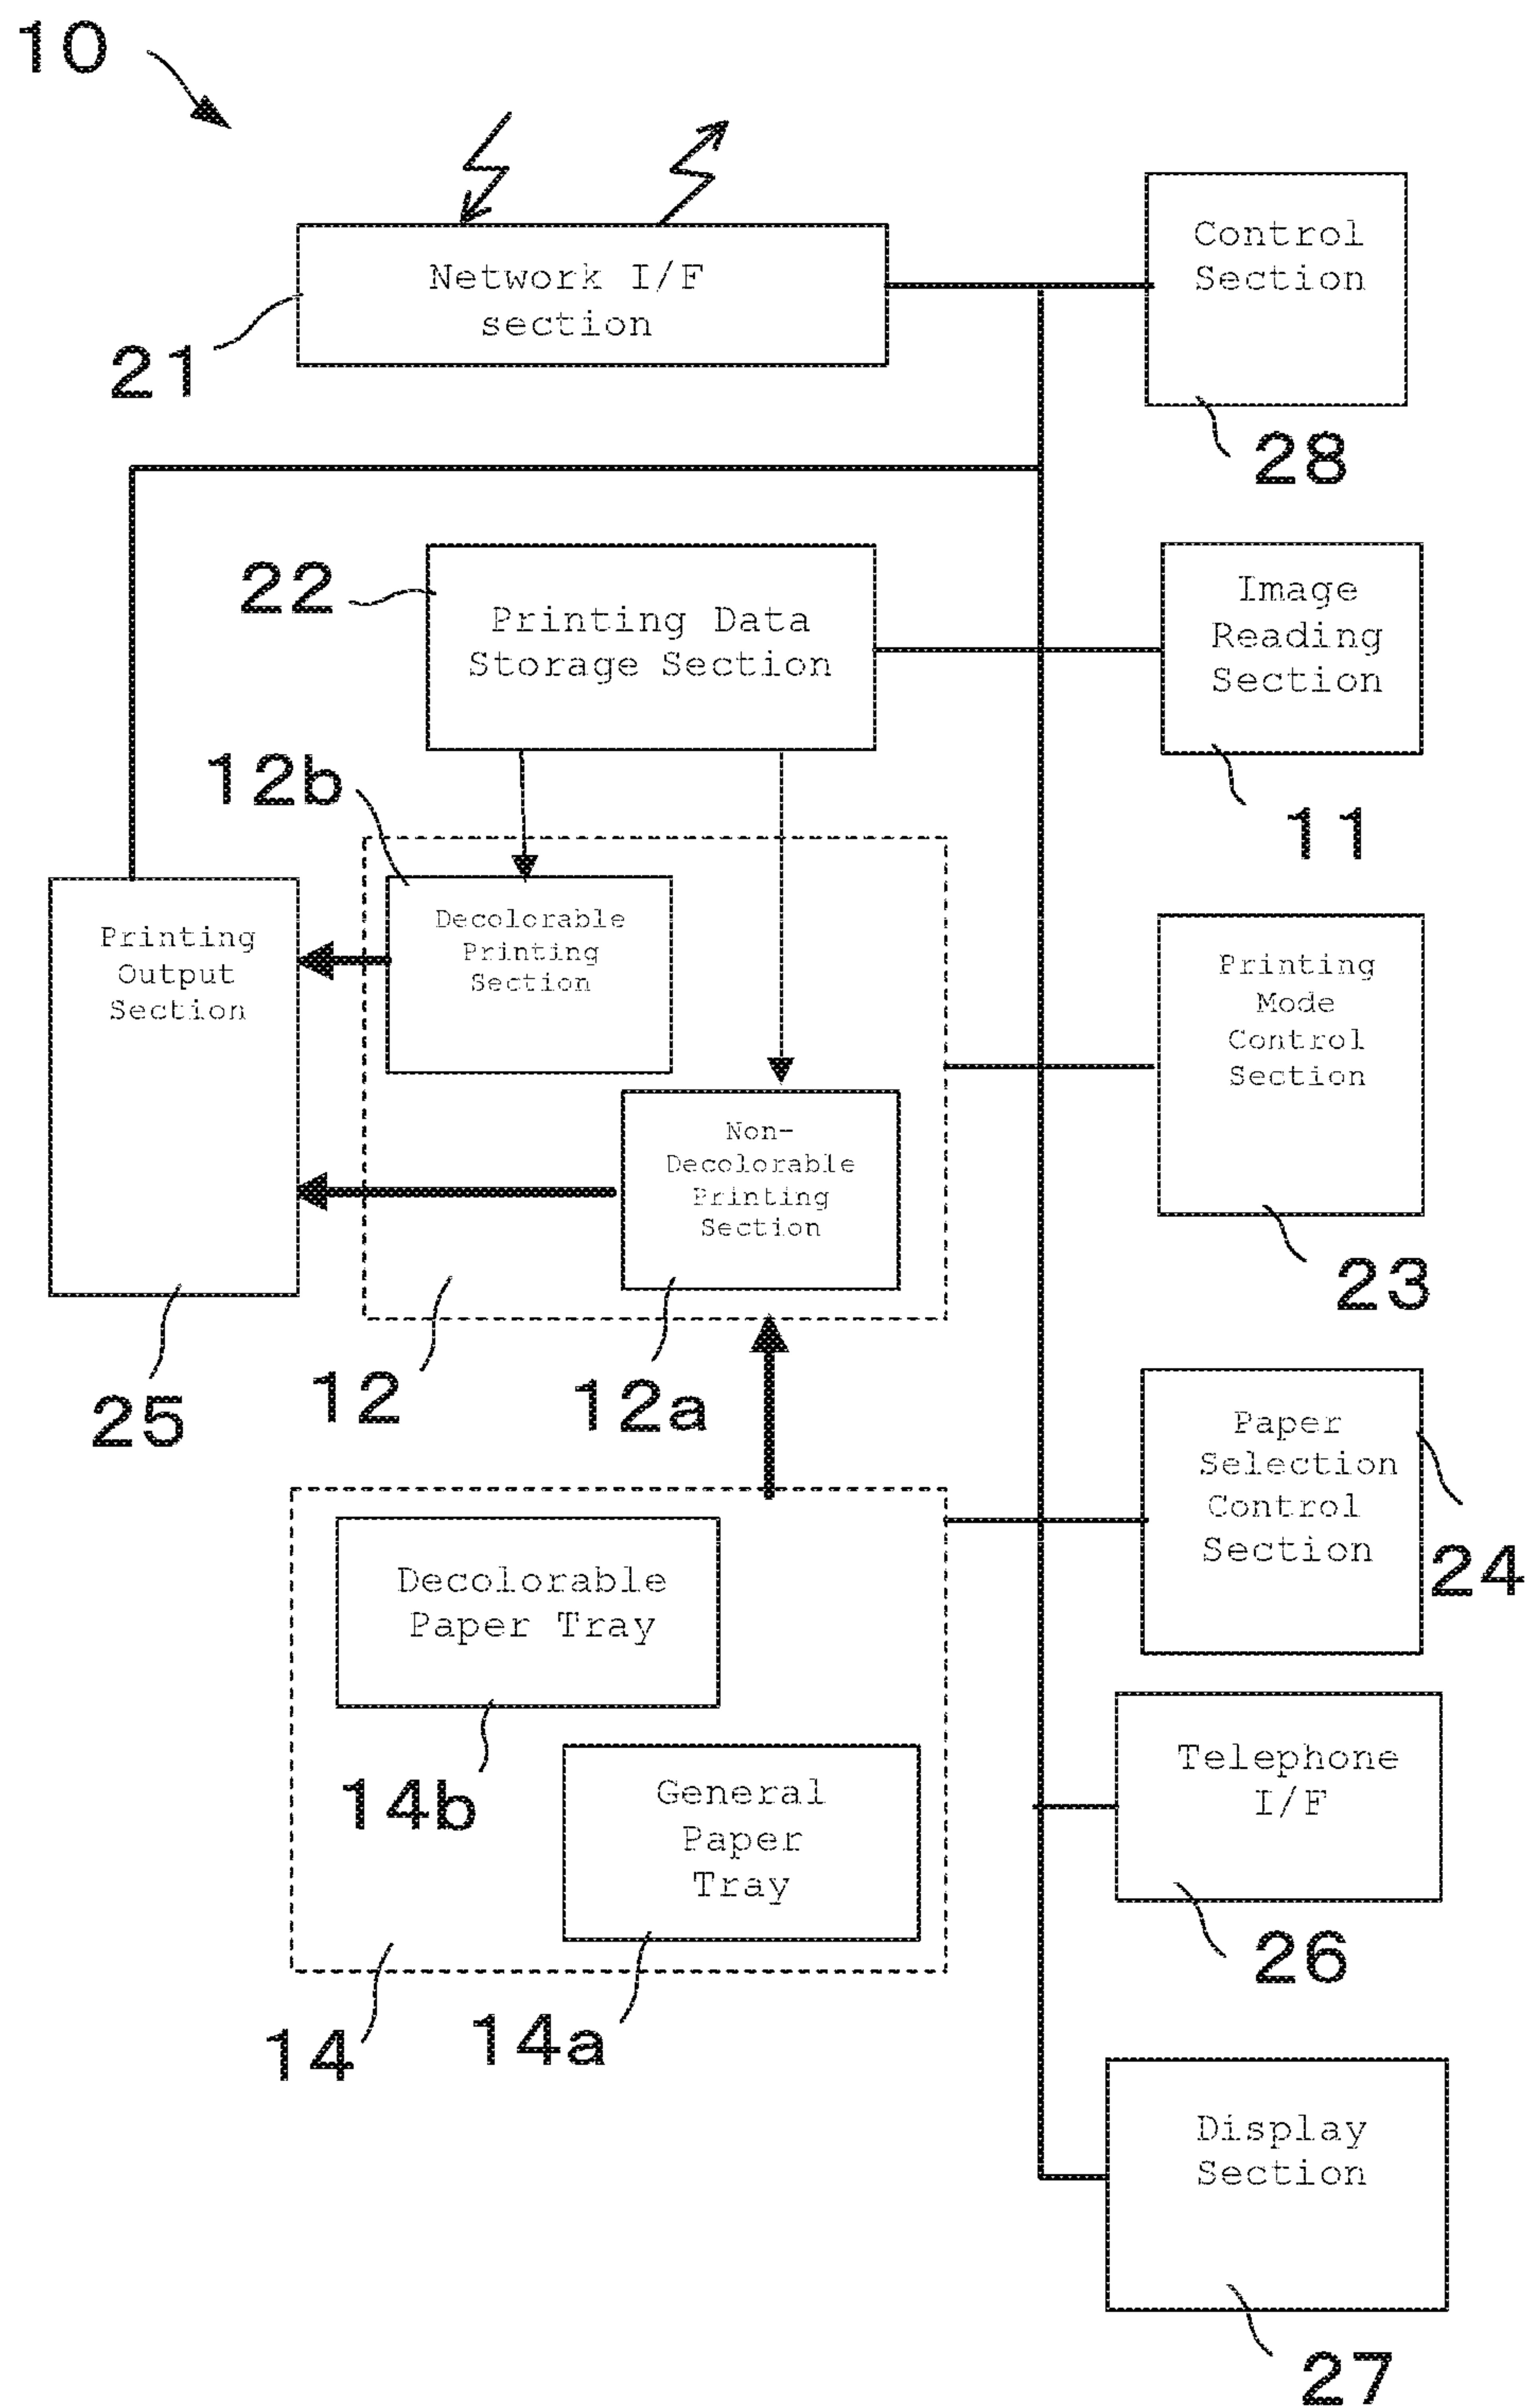 10
Network I/F
section
21
Control
Section
28
22
Printing Data
Storage Section
Image
Reading
Section
11
12b
Decolorable
Printing
Section
Printing
Output
Section
25
Non-
Decolorable
Printing
Section
12
12a
Printing
Mode
Control
Section
23
Paper
Selection
Control
Section
24
Decolorable
Paper Tray
14b
General
Paper
Tray
14
14a
Telephone
I/F
26
Display
Section
27